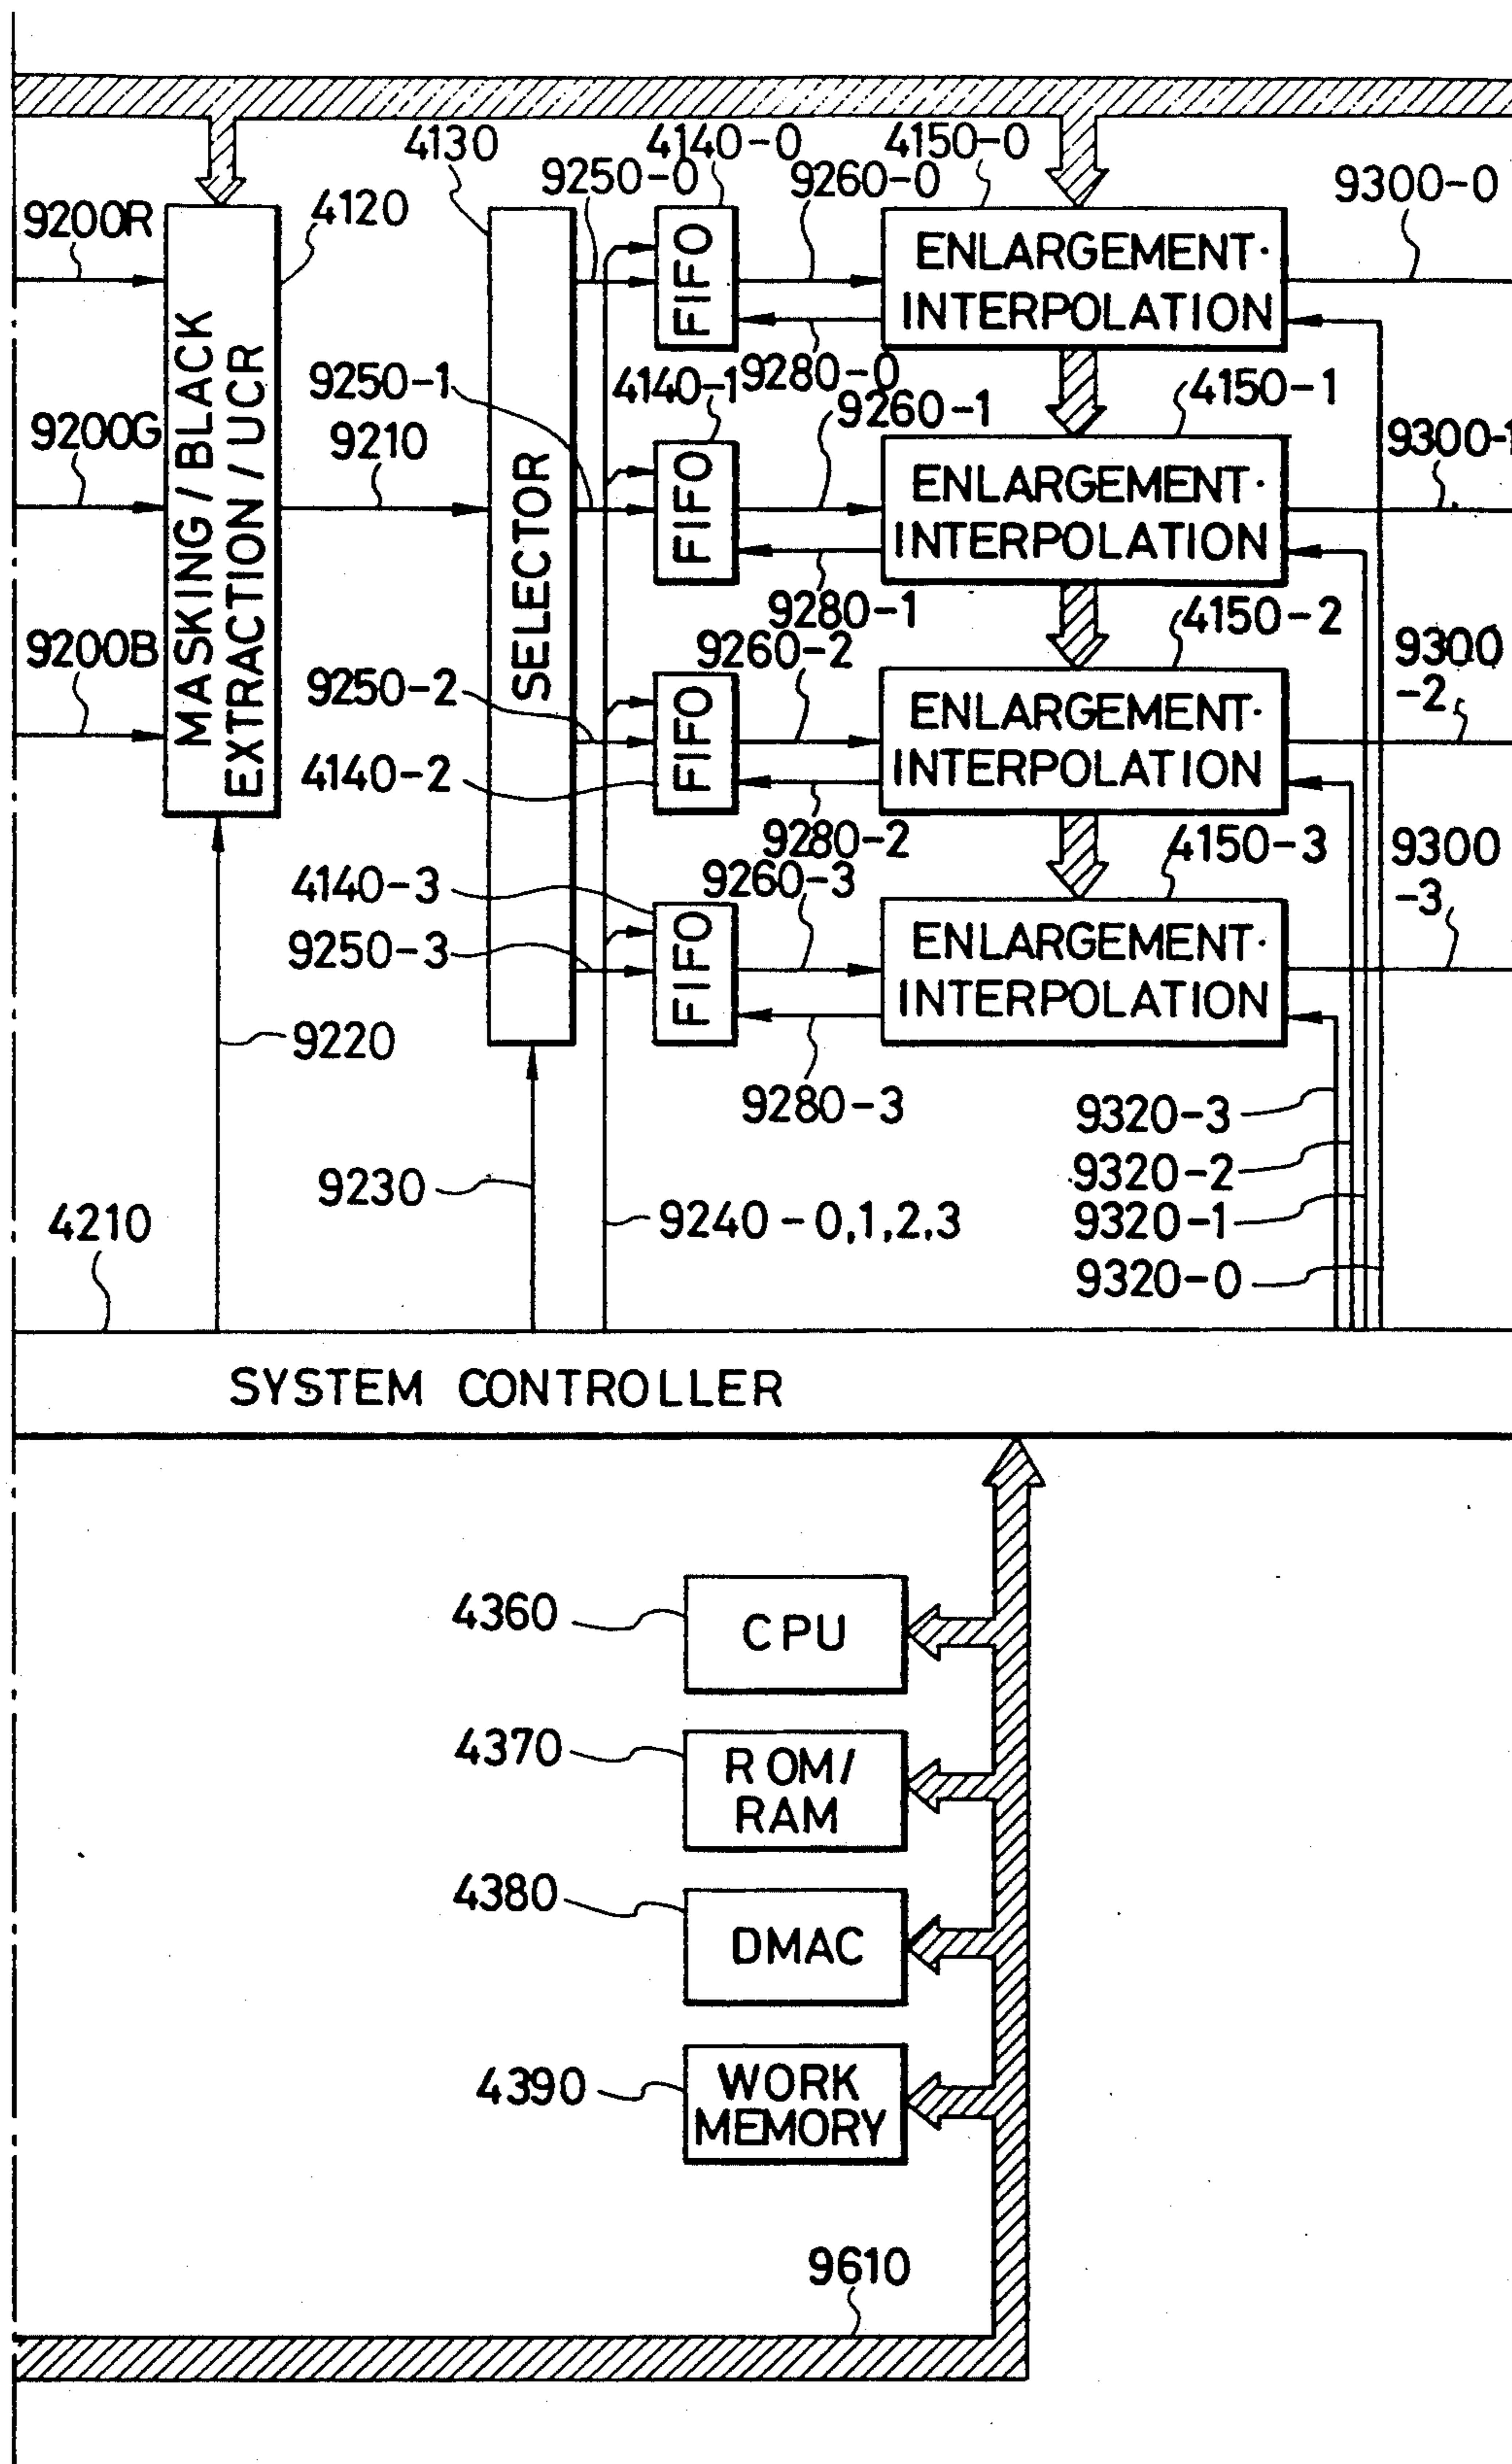 4130
4140-0
4150-0
9250-0
9260-0
9300-0
9200R
4120
FIFO
ENLARGEMENT·
INTERPOLATION
9280-0
MASKING/BLACK
EXTRACTION/UCR
SELECTOR
9250-1
4140-1
9260-1
4150-1
9200G
9210
9300-1
FIFO
ENLARGEMENT·
INTERPOLATION
9280-1
9200B
9260-2
4150-2
9300
-2
9250-2
FIFO
ENLARGEMENT·
INTERPOLATION
4140-2
9280-2
4140-3
9260-3
4150-3
9300
-3
9250-3
FIFO
ENLARGEMENT·
INTERPOLATION
9220
9280-3
9320-3
9230
9320-2
4210
9240-0,1,2,3
9320-1
9320-0
SYSTEM CONTROLLER
4360
CPU
4370
ROM/
RAM
4380
DMAC
4390
WORK
MEMORY
9610